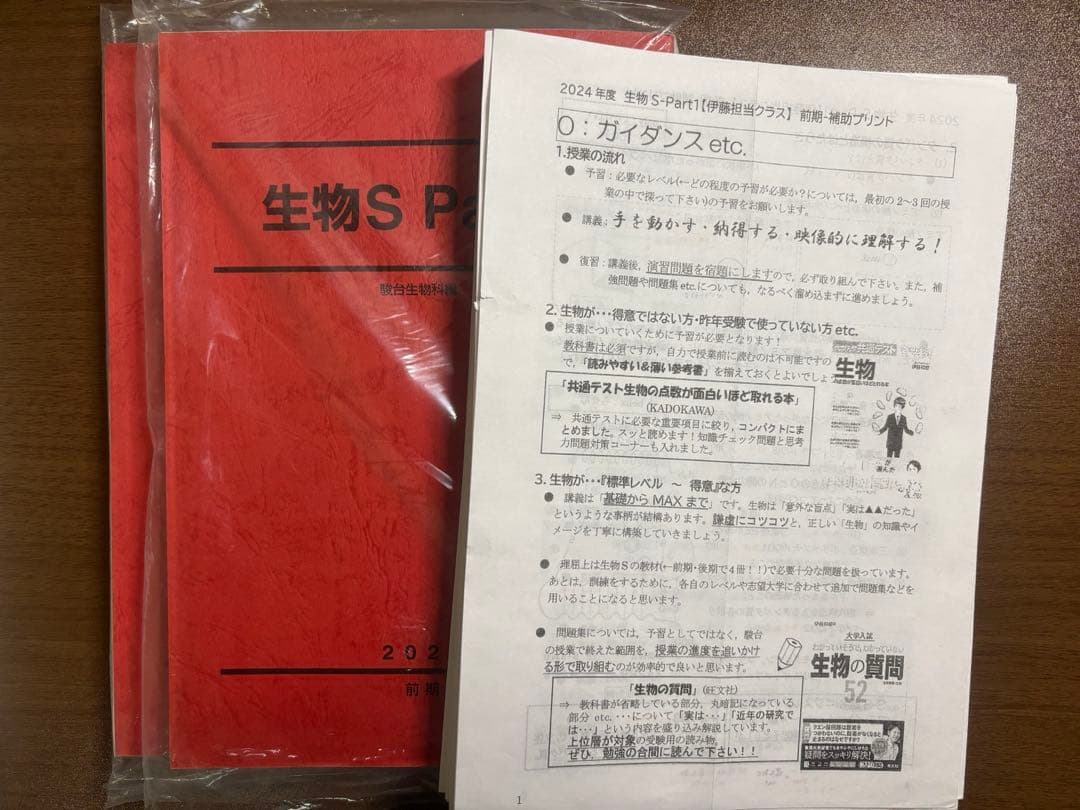 生物S Pa
駿台生物科編
202
前期
2024年度 生物S-Part1【伊藤担当クラス】 前期-補助プリント
0：ガイダンス etc.
1.授業の流れ
● 予習：必要なレベル(←どの程度の予習が必要か？については，最初の2～3回の授
業の中で探って下さい)の予習をお願いします。
● 講義：手を動かす・納得する・映像的に理解する！
● 復習：講義後，演習問題を宿題にしますので，必ず取り組んで下さい。また，補
強問題や問題集etc.についても，なるべく溜め込まずに進めましょう。
2. 生物が･･･得意ではない方・昨年受験で使っていない方 etc.
● 授業についていくために予習が必要となります！
教科書は必須ですが，自力で授業前に読むのは不可能ですの
で，「読みやすい＆薄い参考書」を揃えておくとよいでしょ
「共通テスト生物の点数が面白いほど取れる本」
(KADOKAWA)
⇒ 共通テストに必要な重要項目に絞り，コンパクトにま
とめました。スッと読めます！知識チェック問題と思考
力問題対策コーナーも入れました。
生物
3. 生物が･･･『標準レベル ～ 得意』な方
● 講義は「基礎から MAX まで」です。生物は「意外な盲点」「実は▲▲だった」
というような事柄が結構あります。謙虚にコツコツと，正しい「生物」の知識やイ
メージを丁寧に構築していきましょう。
● 理屈上は生物Sの教材(←前期・後期で4冊！！)で必要十分な問題を扱っています。
あとは，訓練をするために，各自のレベルや志望大学に合わせて追加で問題集などを
用いることになると思います。
● 問題集については，予習としてではなく，駿台
の授業で終えた範囲を，授業の進度を追いかけ
る形で取り組むのが効率的で良いと思います。
「生物の質問」(旺文社)
⇒ 教科書が省略している部分，丸暗記になっている
部分 etc.･･･について「実は･･･」「近年の研究で
は･･･」という内容を盛り込み解説しています。
上位層が対象の受験用の読み物。
ぜひ，勉強の合間に読んで下さい！！
大学入試
わかっていそうで、わかっていない
生物の質問
52
疑問をスッキリ解決!
1